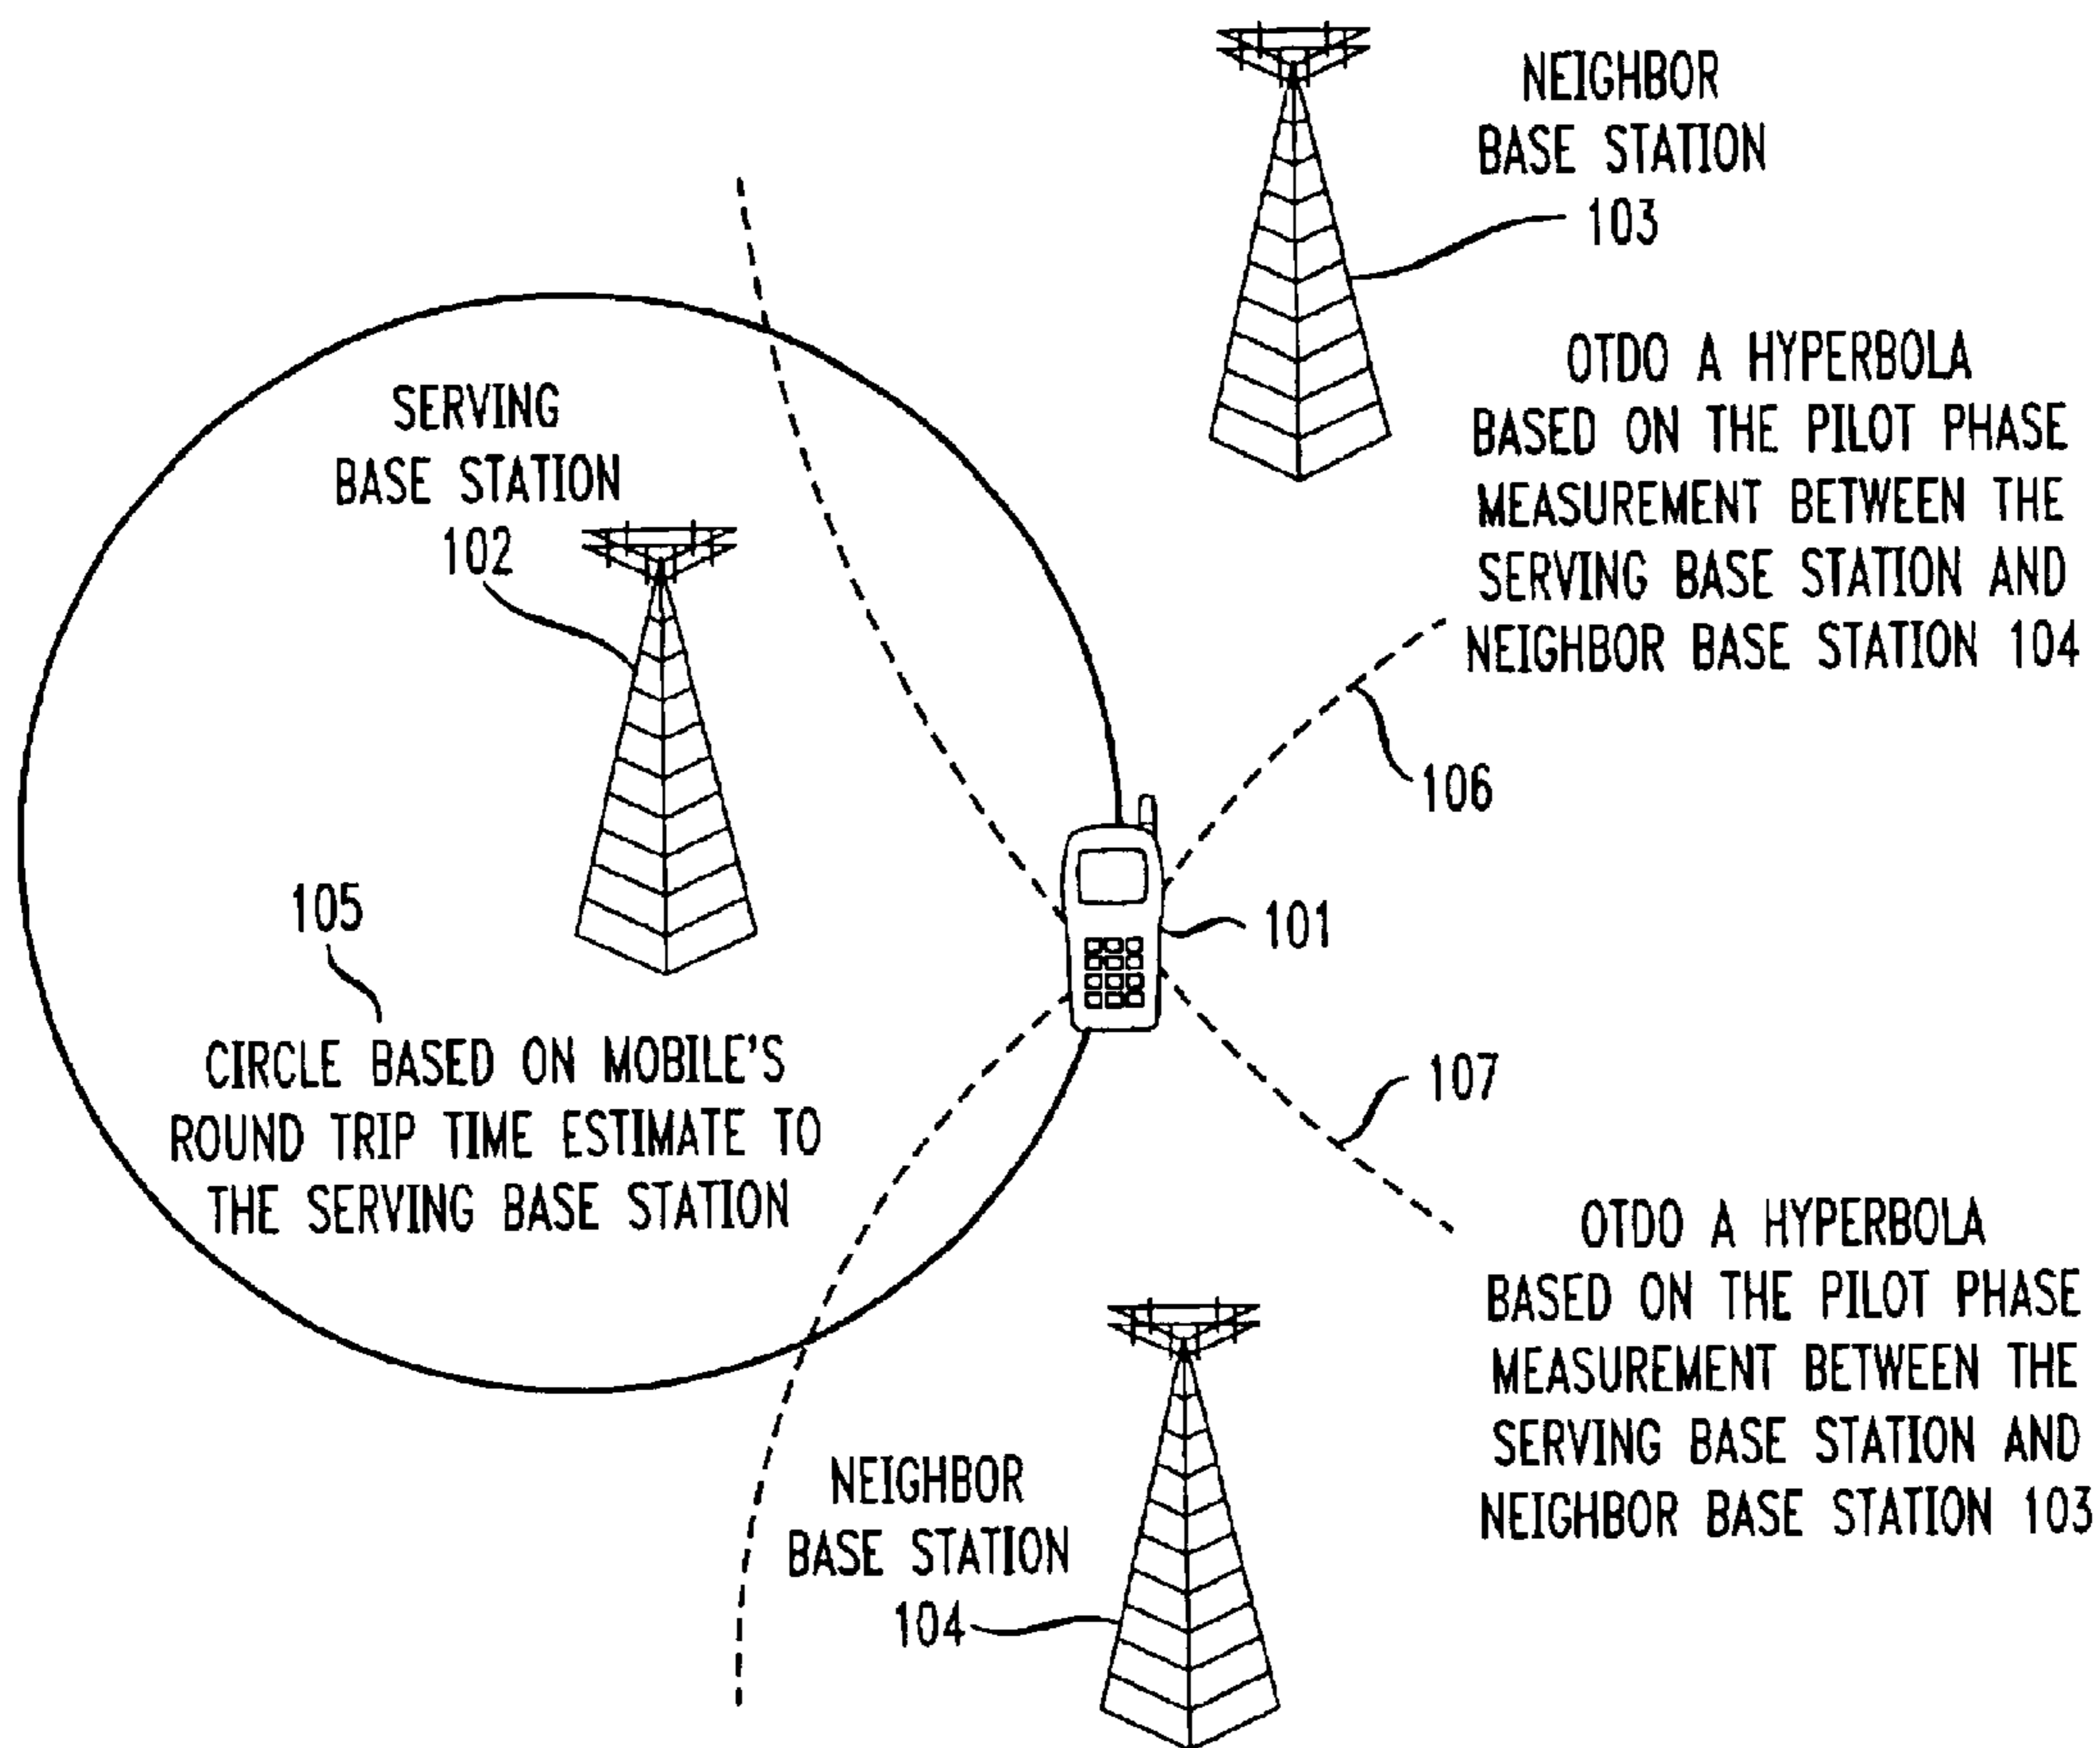 NEIGHBOR
BASE STATION
103
OTDO A HYPERBOLA
BASED ON THE PILOT PHASE
MEASUREMENT BETWEEN THE
SERVING BASE STATION AND
NEIGHBOR BASE STATION 104
SERVING
BASE STATION
102
106
101
105
CIRCLE BASED ON MOBILE'S
ROUND TRIP TIME ESTIMATE TO
THE SERVING BASE STATION
107
OTDO A HYPERBOLA
BASED ON THE PILOT PHASE
MEASUREMENT BETWEEN THE
SERVING BASE STATION AND
NEIGHBOR BASE STATION 103
NEIGHBOR
BASE STATION
104